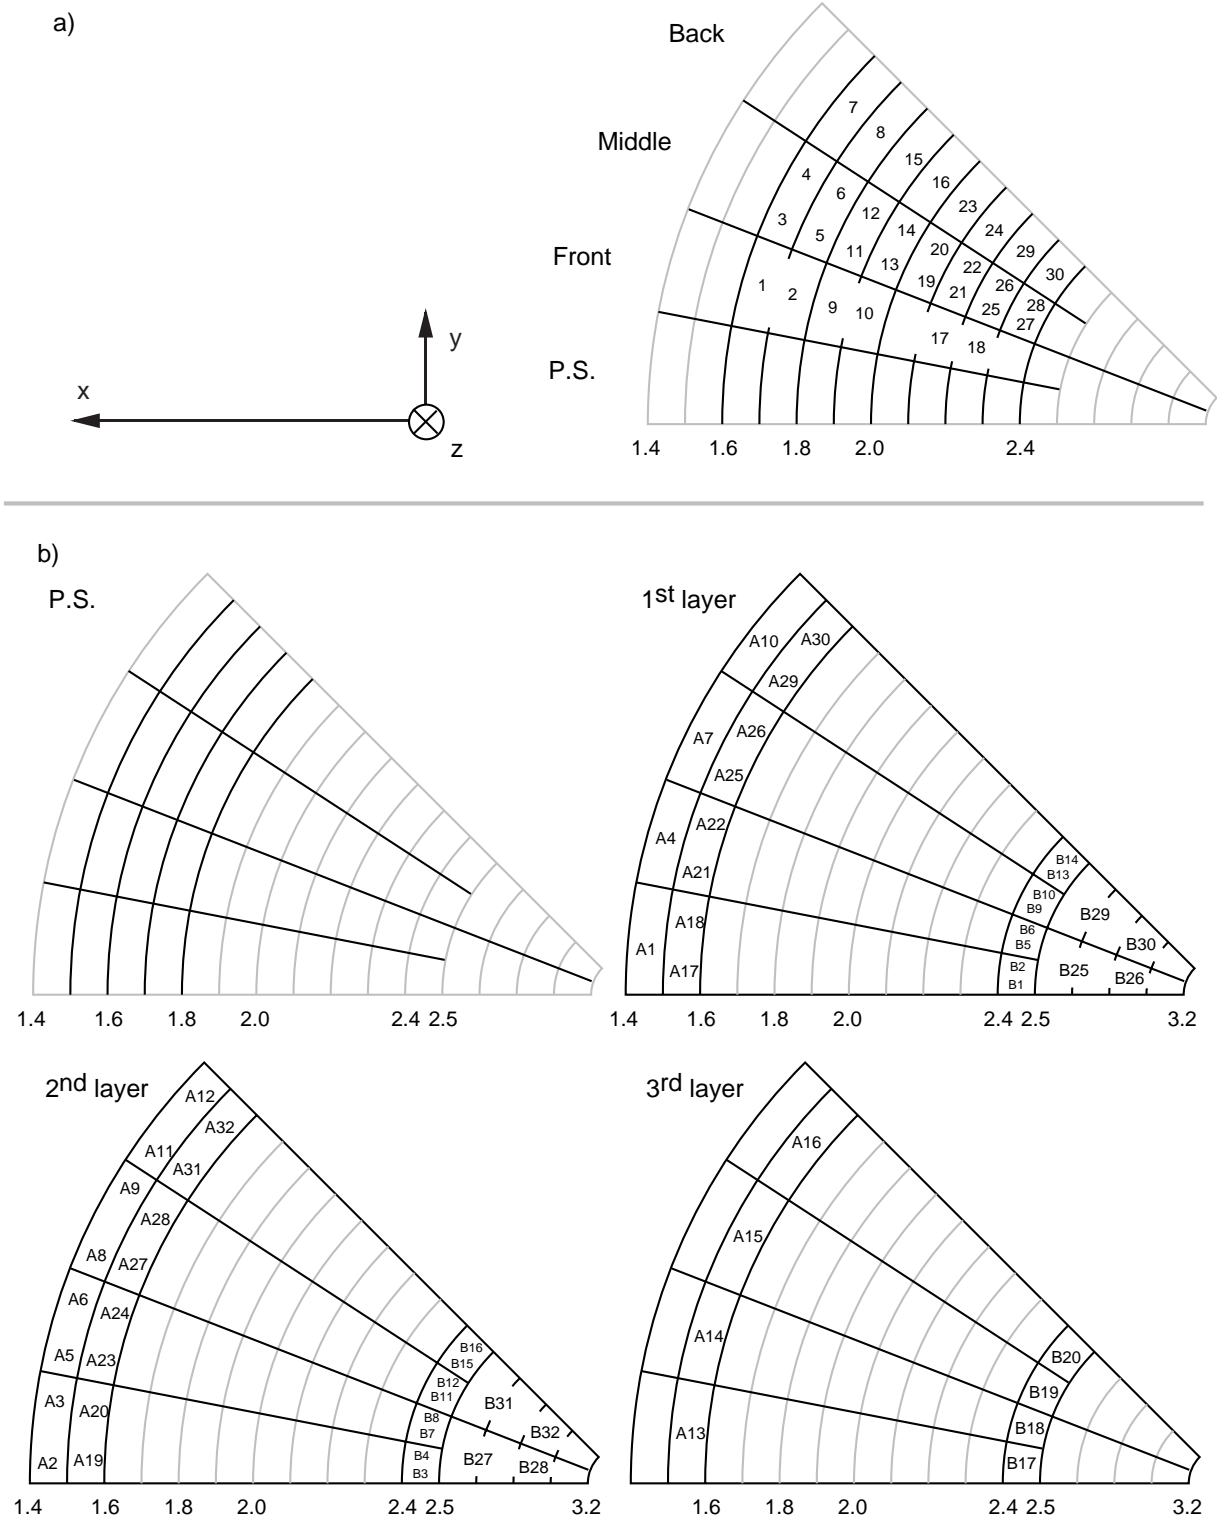 a)
Back
Middle
Front
P.S.
x
y
z
7
8
15
16
23
24
29
30
4
6
12
14
20
22
26
28
3
5
11
13
19
21
25
27
1
2
9
10
17
18
1.4 1.6 1.8 2.0 2.4
b)
P.S.
1.4 1.6 1.8 2.0 2.4 2.5
1st layer
A10 A30
A29
A7 A26
A25
A4 A22
A21
A1 A18
A17
B14
B13
B10
B9
B6
B5
B2
B1
B29
B30
B25
B26
1.4 1.6 1.8 2.0 2.4 2.5 3.2
2nd layer
A12
A32
A11
A31
A9
A28
A8
A27
A6
A24
A5
A23
A3
A20
A2
A19
B16
B15
B12
B11
B8
B7
B4
B3
B31
B32
B27
B28
1.4 1.6 1.8 2.0 2.4 2.5 3.2
3rd layer
A16
A15
A14
A13
B20
B19
B18
B17
1.6 1.8 2.0 2.4 2.5 3.2